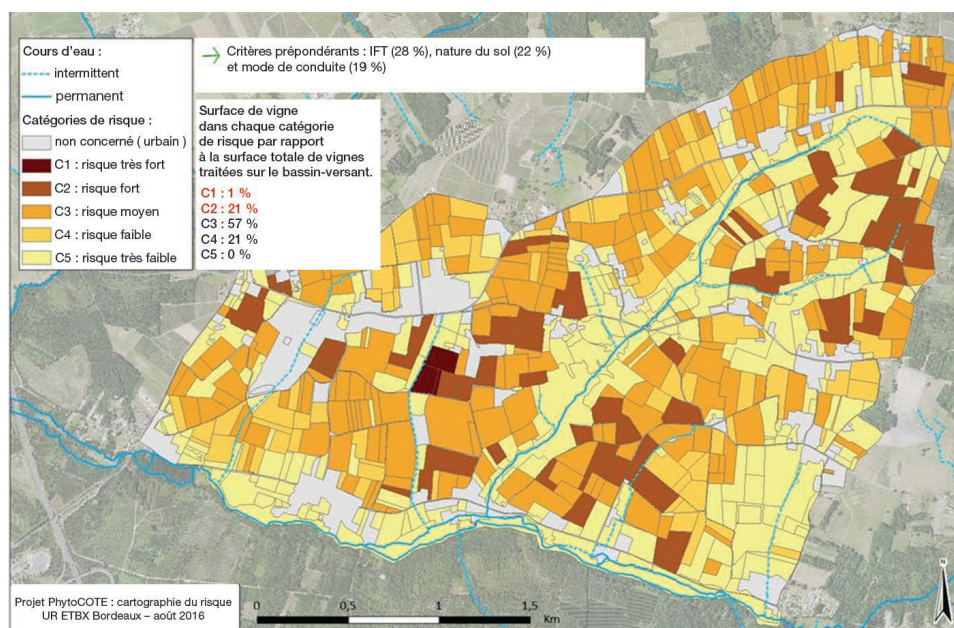 Cours d'eau :
intermittent
permanent
Catégories de risque :
non concerné ( urbain )
C1 : risque très fort
C2 : risque fort
C3 : risque moyen
C4 : risque faible
C5 : risque très faible
Critères prépondérants : IFT (28 %), nature du sol (22 %)
et mode de conduite (19 %)
Surface de vigne
dans chaque catégorie
de risque par rapport
à la surface totale de vignes
traitées sur le bassin-versant.
C1 : 1 %
C2 : 21 %
C3 : 57 %
C4 : 21 %
C5 : 0 %
Projet PhytoCOTE : cartographie du risque
UR ETBX Bordeaux – août 2016
0 0,5 1 1,5
Km
N